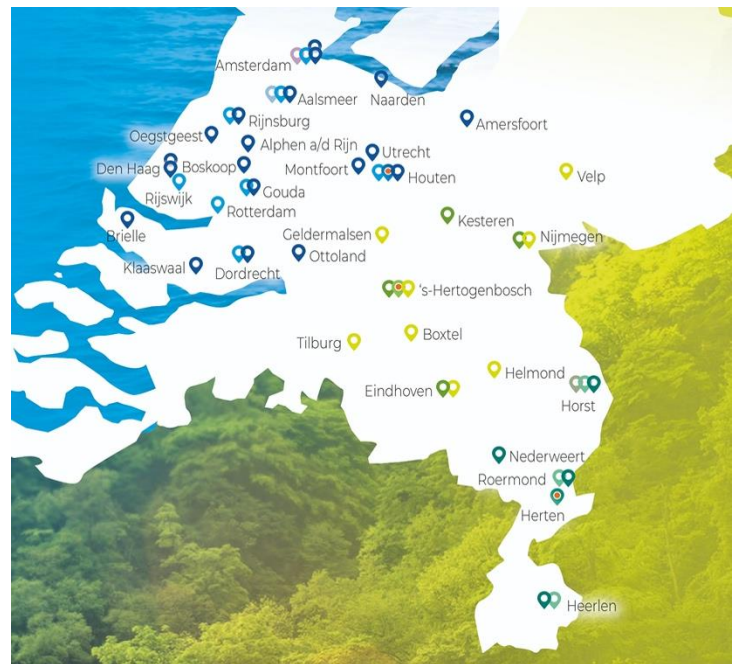 Amsterdam
Naarden
Aalsmeer
Amersfoort
Rijnsburg
Oegstgeest
Alphen a/d Rijn
Utrecht
Den Haag
Boskoop
Montfoort
Houten
Velp
Rijswijk
Gouda
Rotterdam
Kesteren
Brielle
Geldermalsen
Nijmegen
Klaaswaal
Dordrecht
Ottoland
's-Hertogenbosch
Tilburg
Boxtel
Helmond
Eindhoven
Horst
Nederweert
Roermond
Herten
Heerlen